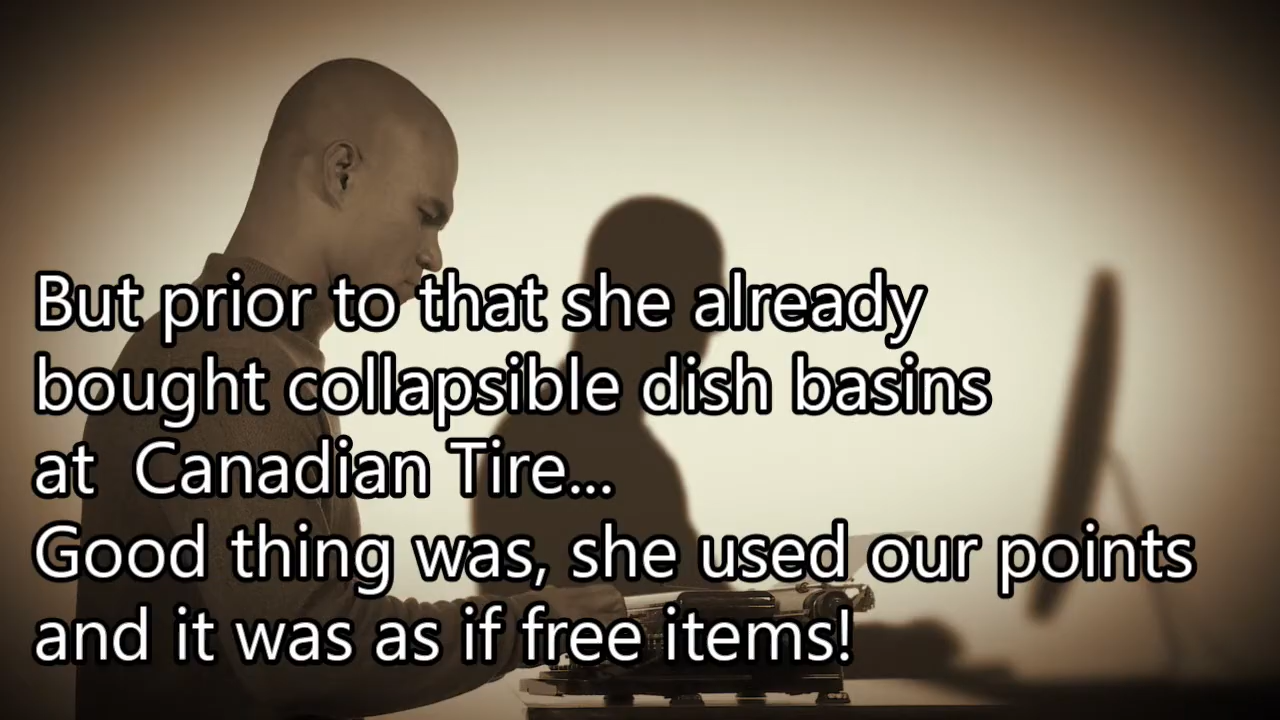 But prior to that she already
bought collapsible dish basins
at  Canadian Tire...
Good thing was, she used our points
and it was as if free items!